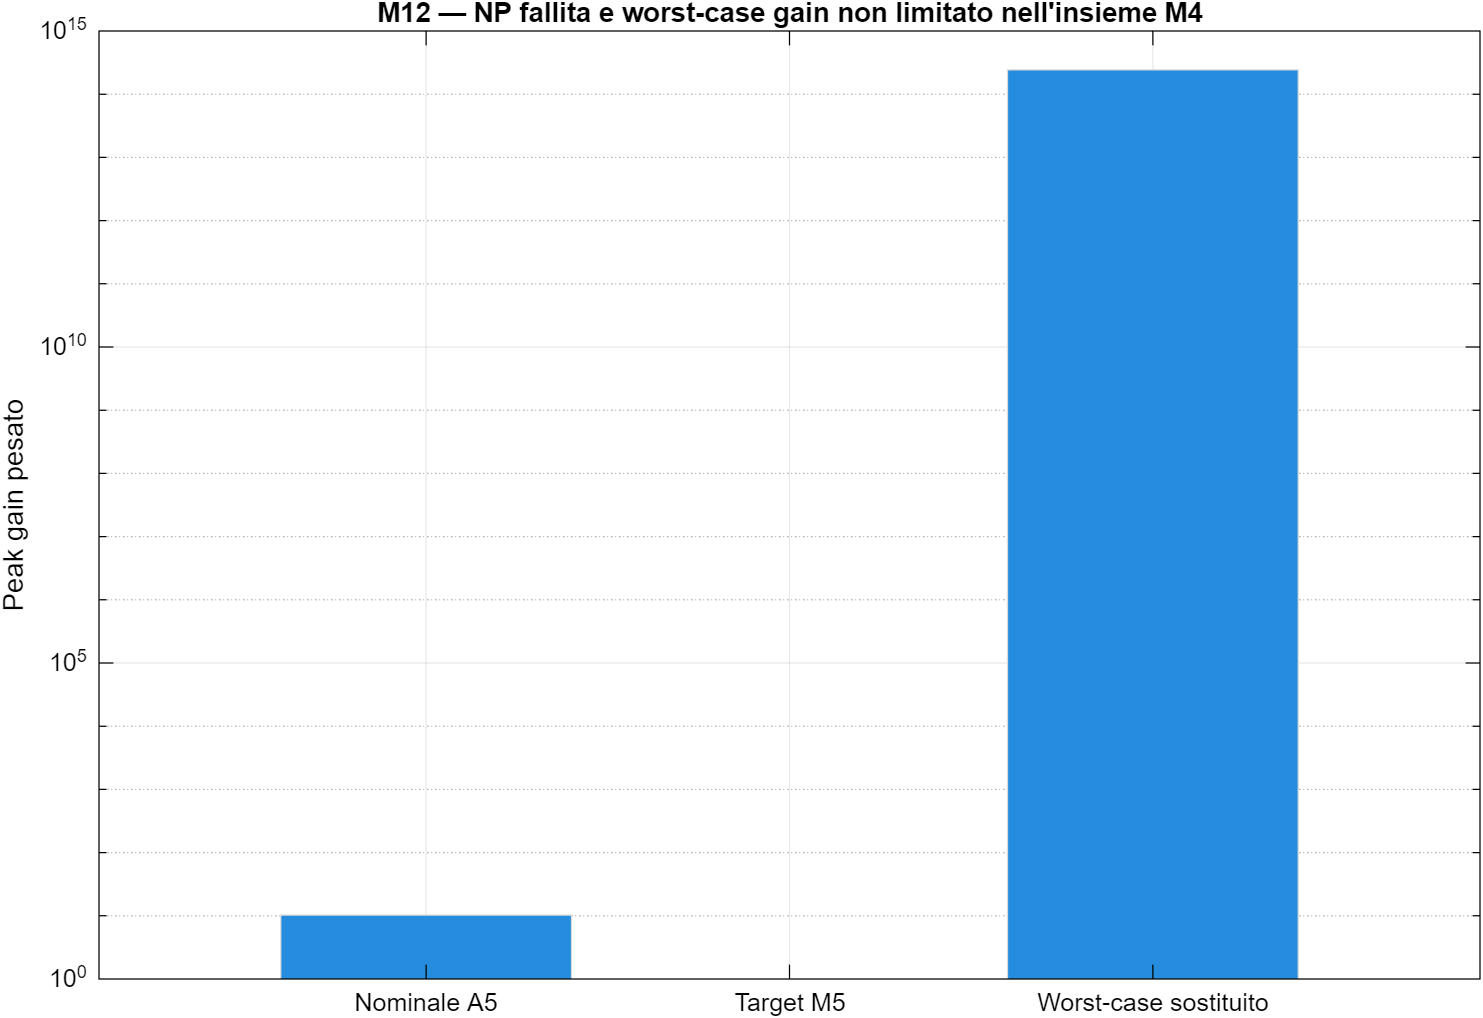 M12 — NP fallita e worst-case gain non limitato nell'insieme M4
Peak gain pesato
10^15
10^10
10^5
10^0
Nominale A5
Target M5
Worst-case sostituito